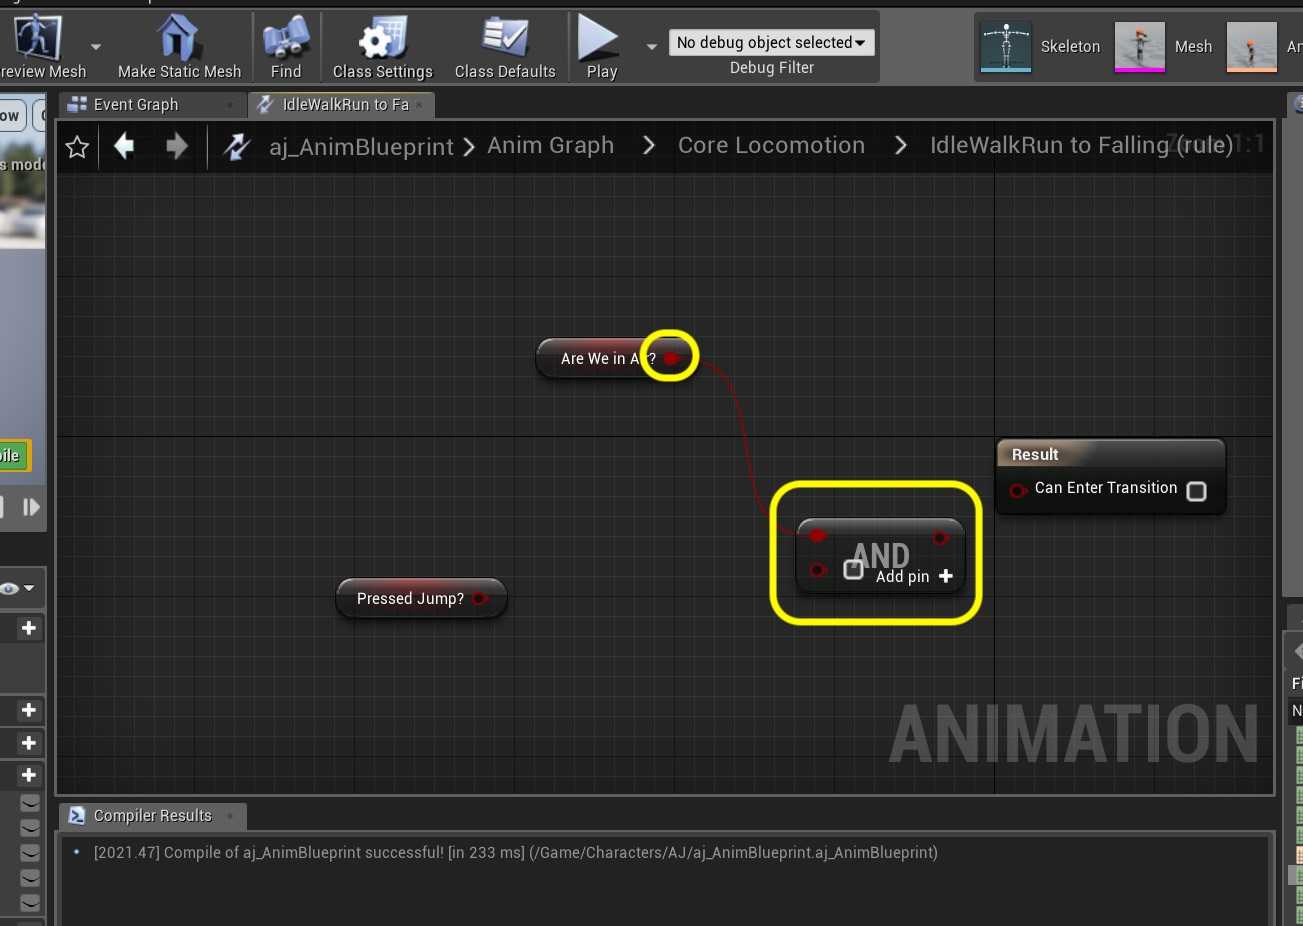 review Mesh
Make Static Mesh
Find
Class Settings
Class Defaults
Play
No debug object selected
Debug Filter
Skeleton
Mesh
Event Graph
IdleWalkRun to Fa
ow
aj_AnimBlueprint
Anim Graph
Core Locomotion
IdleWalkRun to Falling (rule)
Zoom 1:1
s mode
Are We in Air?
Result
Can Enter Transition
ile
AND
Add pin
Pressed Jump?
ANIMATION
Compiler Results
[2021.47] Compile of aj_AnimBlueprint successful! [in 233 ms] (/Game/Characters/AJ/aj_AnimBlueprint.aj_AnimBlueprint)